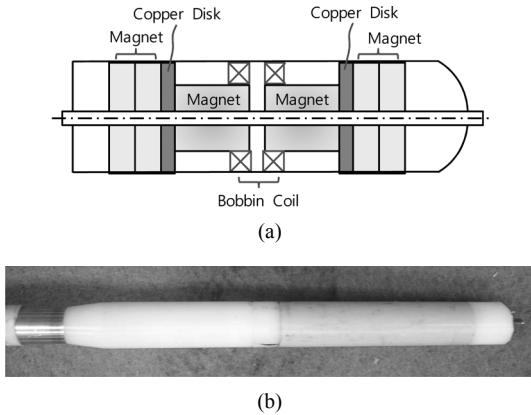 Copper Disk
Copper Disk
Magnet
Magnet
Magnet
Magnet
Bobbin Coil
(a)
(b)